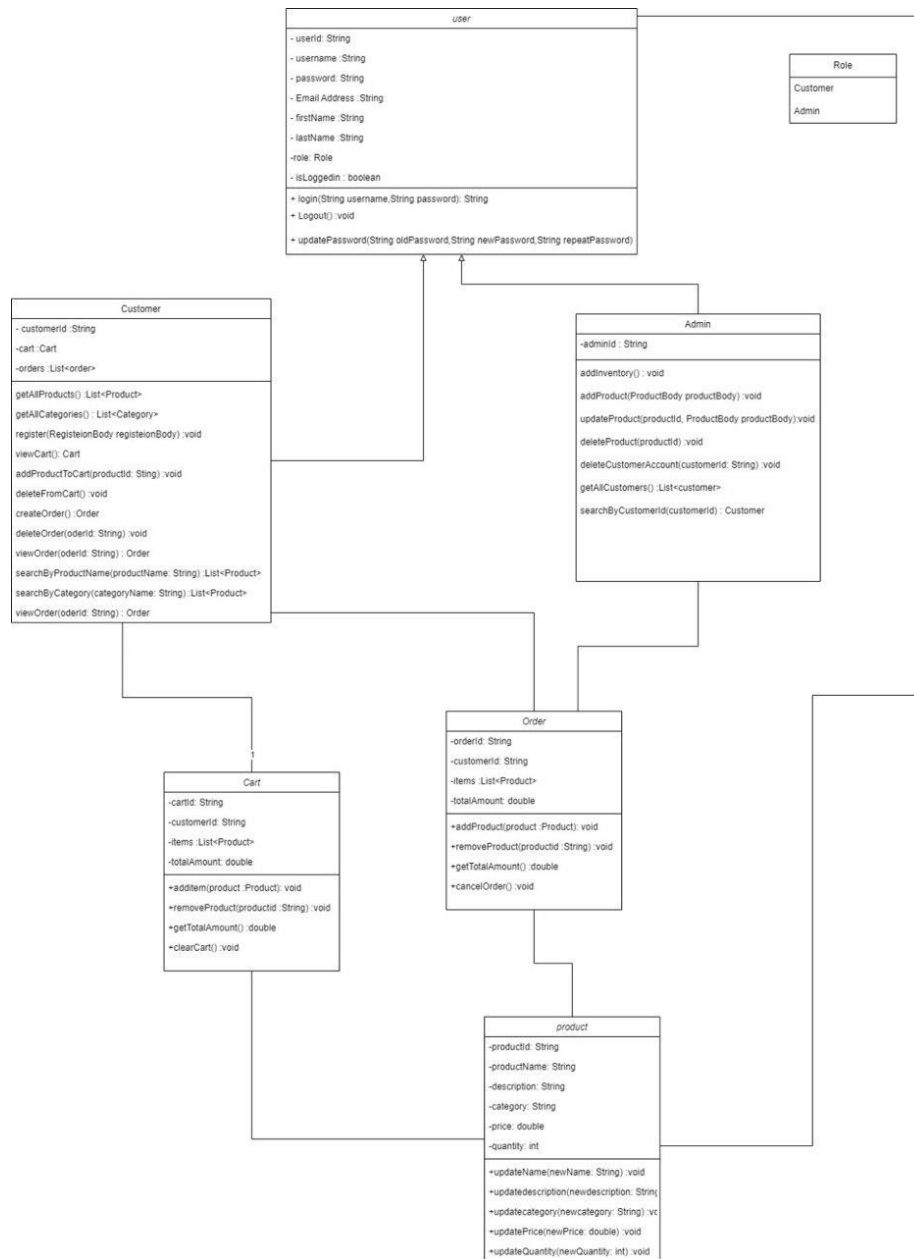 user
- userId: String
- username :String
- password: String
- Email Address :String
- firstName :String
- lastName :String
-role: Role
- isLoggedin : boolean
+ login(String username,String password): String
+ Logout() :void
+ updatePassword(String oldPassword,String newPassword,String repeatPassword)
Role
Customer
Admin
Customer
- customerId :String
-cart :Cart
-orders :List<order>
getAllProducts() :List<Product>
getAllCategories() : List<Category>
register(RegisteionBody registeionBody) :void
viewCart(): Cart
addProductToCart(productId: Sting) :void
deleteFromCart() :void
createOrder() :Order
deleteOrder(oderId: String) :void
viewOrder(oderId: String) : Order
searchByProductName(productName: String) :List<Product>
searchByCategory(categoryName: String) :List<Product>
viewOrder(oderId: String) : Order
Admin
-adminId : String
addInventory() : void
addProduct(ProductBody productBody) : void
updateProduct(productId, ProductBody productBody):void
deleteProduct(productId) : void
deleteCustomerAccount(customerId: String) : void
getAllCustomers() :List<customer>
searchByCustomerId(customerId) : Customer
1
Cart
-cartId: String
-customerId: String
-items :List<Product>
-totalAmount: double
+additem(product :Product): void
+removeProduct(productid :String) :void
+getTotalAmount() :double
+clearCart() :void
Order
-orderId: String
-customerId: String
-items :List<Product>
-totalAmount: double
+addProduct(product :Product): void
+removeProduct(productid :String) :void
+getTotalAmount() :double
+cancelOrder() :void
product
-productId: String
-productName: String
-description: String
-category: String
-price: double
-quantity: int
+updateName(newName: String) :void
+updatedescription(newdescription: String
+updatecategory(newcategory: String) :vo
+updatePrice(newPrice: double) :void
+updateQuantity(newQuantity: int) :void